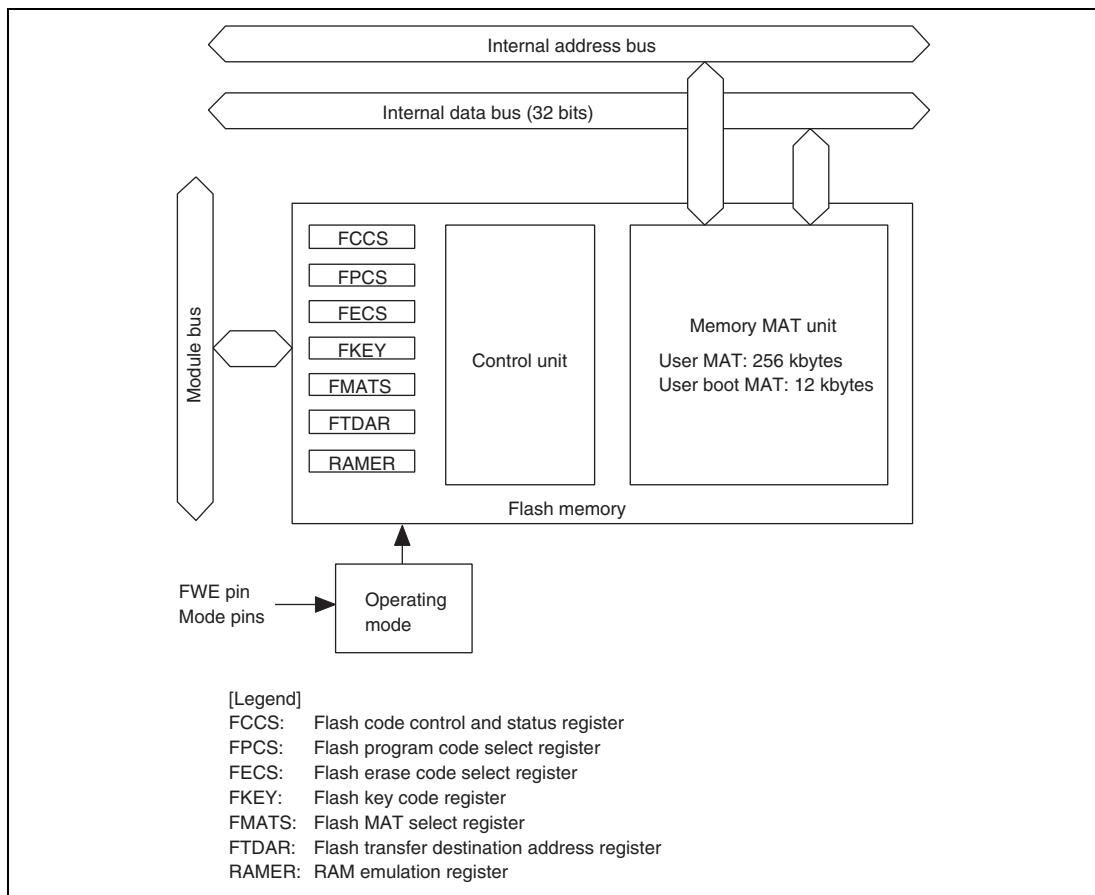 Internal address bus
Internal data bus (32 bits)
Module bus
FCCS
FPCS
FECS
FKEY
FMATS
FTDAR
RAMER
Control unit
Memory MAT unit
User MAT: 256 kbytes
User boot MAT: 12 kbytes
Flash memory
FWE pin
Mode pins
Operating
mode
[Legend]
FCCS: Flash code control and status register
FPCS: Flash program code select register
FECS: Flash erase code select register
FKEY: Flash key code register
FMATS: Flash MAT select register
FTDAR: Flash transfer destination address register
RAMER: RAM emulation register